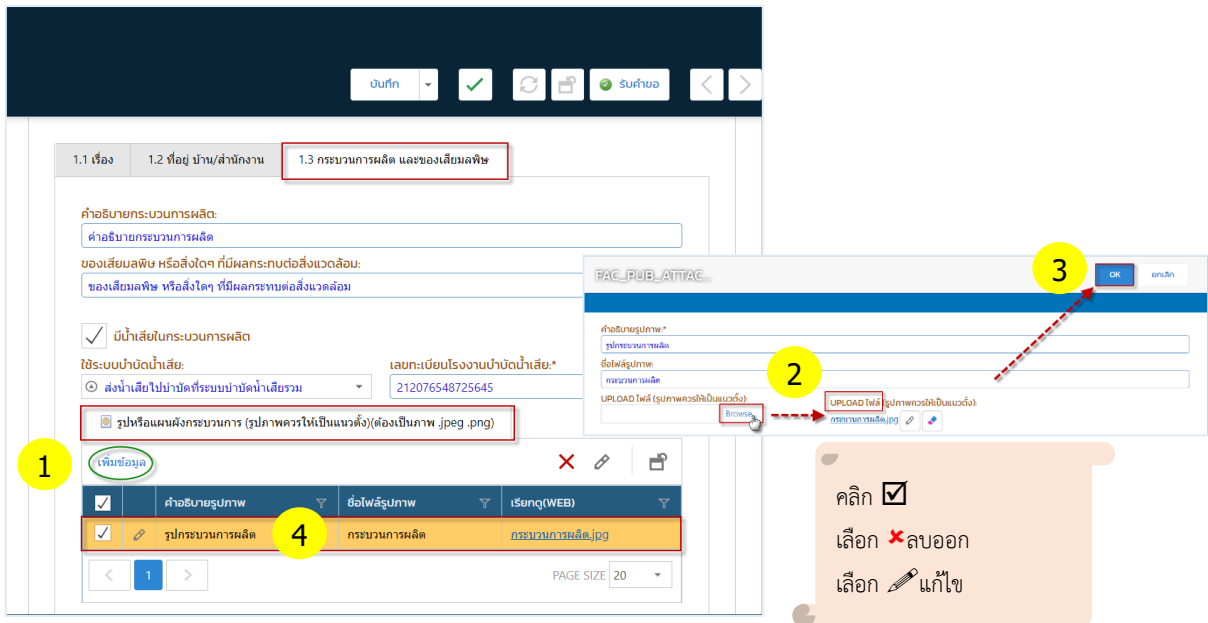 บันทึก
รับคำขอ
1.1 เรื่อง 1.2 ที่อยู่ บ้าน/สำนักงาน 1.3 กระบวนการผลิต และของเสียมลพิษ
คำอธิบายกระบวนการผลิต:
คำอธิบายกระบวนการผลิต
ของเสียมลพิษ หรือสิ่งใดๆ ที่มีผลกระทบต่อสิ่งแวดล้อม:
ของเสียมลพิษ หรือสิ่งใดๆ ที่มีผลกระทบต่อสิ่งแวดล้อม
มีน้ำเสียในกระบวนการผลิต
ใช้ระบบบำบัดน้ำเสีย: เลขทะเบียนโรงงานบำบัดน้ำเสีย:*
ส่งน้ำเสียไปบำบัดที่ระบบบำบัดน้ำเสียรวม 212076548725645
รูปหรือแผนผังกระบวนการ (รูปภาพควรให้เป็นแนวตั้ง)(ต้องเป็นภาพ .jpeg .png)
1
เพิ่มข้อมูล
คำอธิบายรูปภาพ ชื่อไฟล์รูปภาพ เรียกดู(WEB)
รูปกระบวนการผลิต 4 กระบวนการผลิต กระบวนการผลิต.jpg
1 PAGE SIZE 20
FAC_PUB_ATTAC... 3 OK ยกเลิก
คำอธิบายรูปภาพ:*
รูปกระบวนการผลิต
ชื่อไฟล์รูปภาพ:
กระบวนการผลิต
2
UPLOAD ไฟล์ (รูปภาพควรให้เป็นแนวตั้ง): UPLOAD ไฟล์ (รูปภาพควรให้เป็นแนวตั้ง):
Browse... กระบวนการผลิต.jpg
คลิก ☑
เลือก ✖ลบออก
เลือก ✎แก้ไข